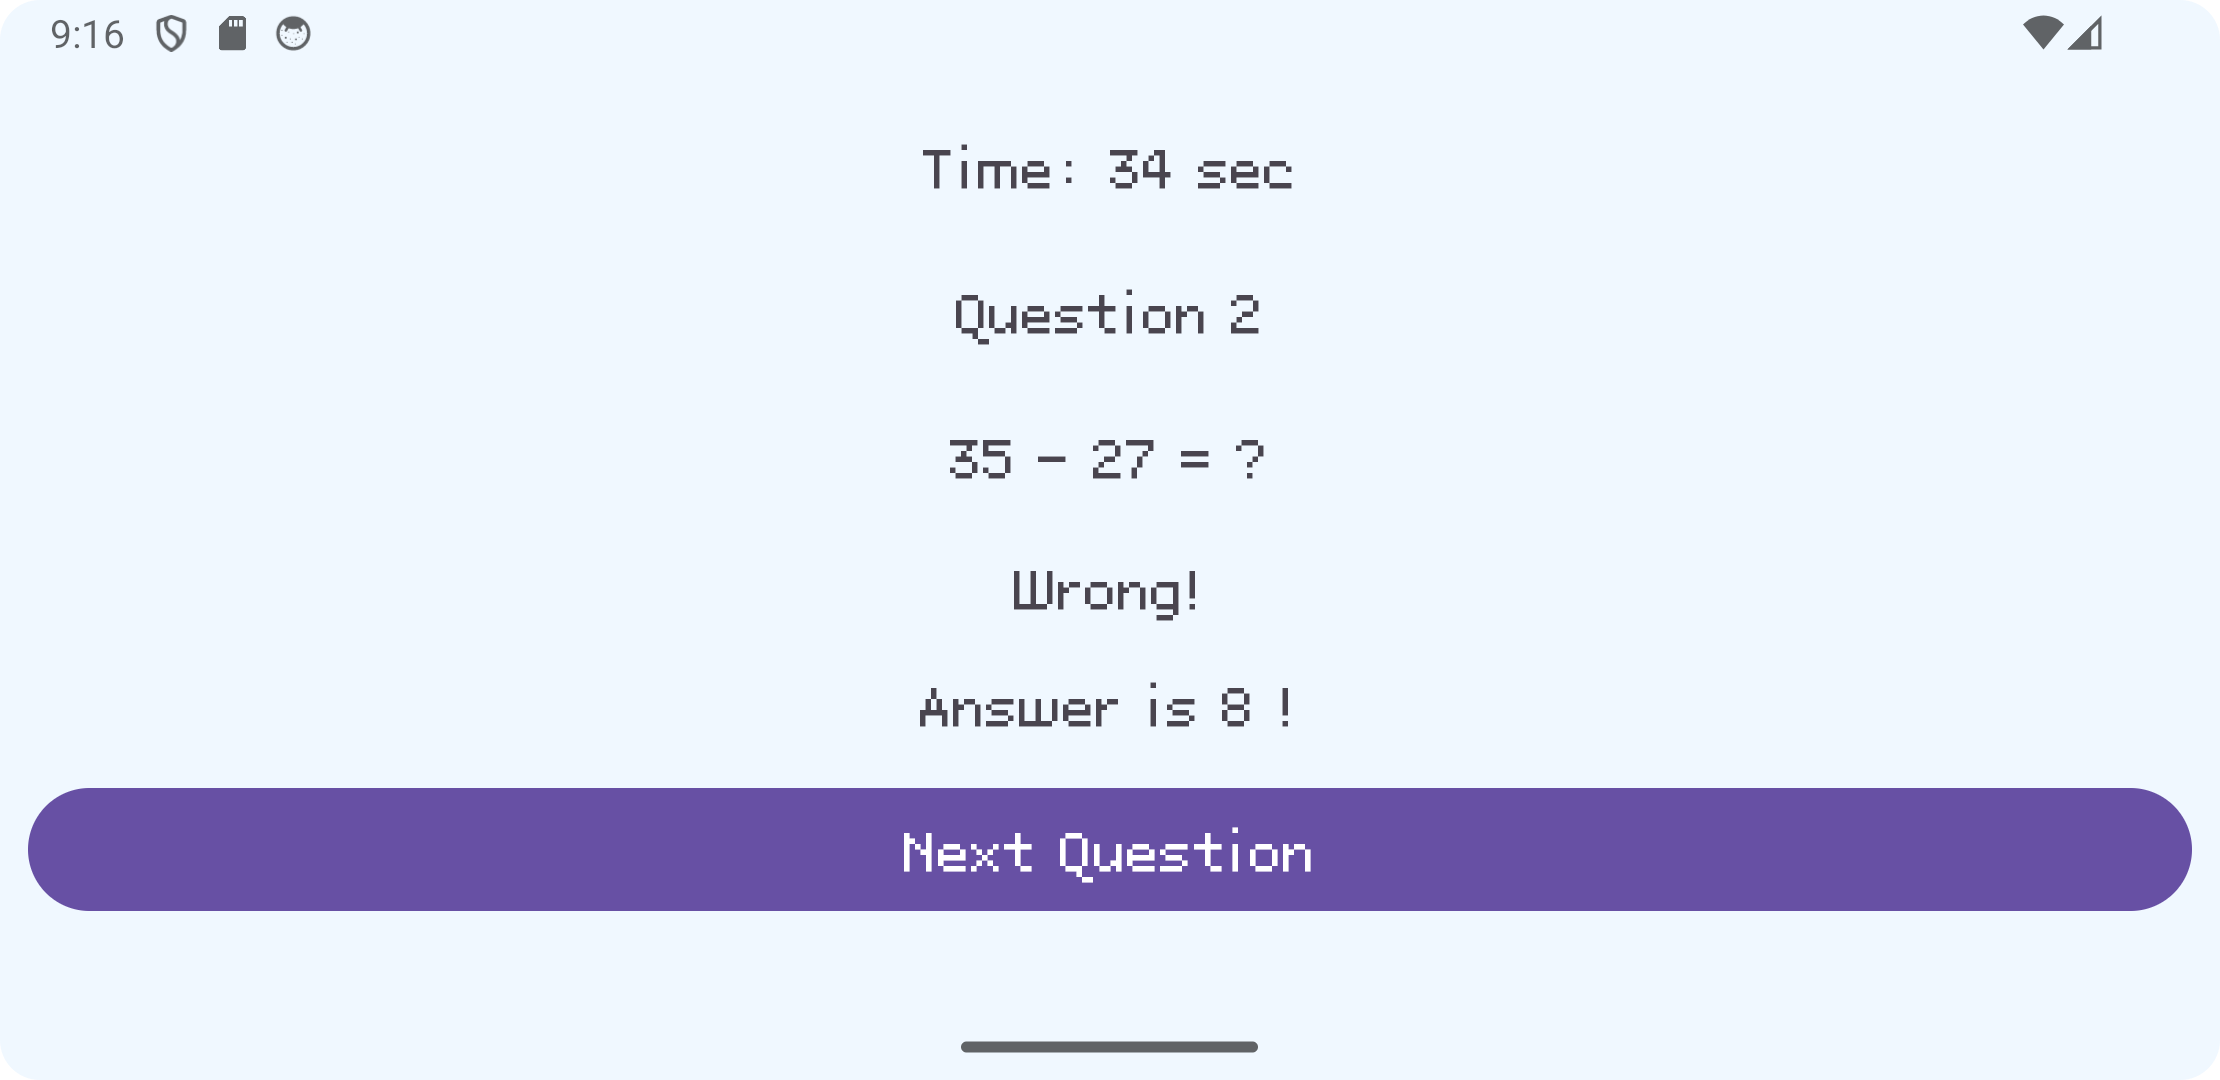 9:16
Time: 34 sec
Question 2
35 - 27 = ?
Wrong!
Answer is 8 !
Next Question